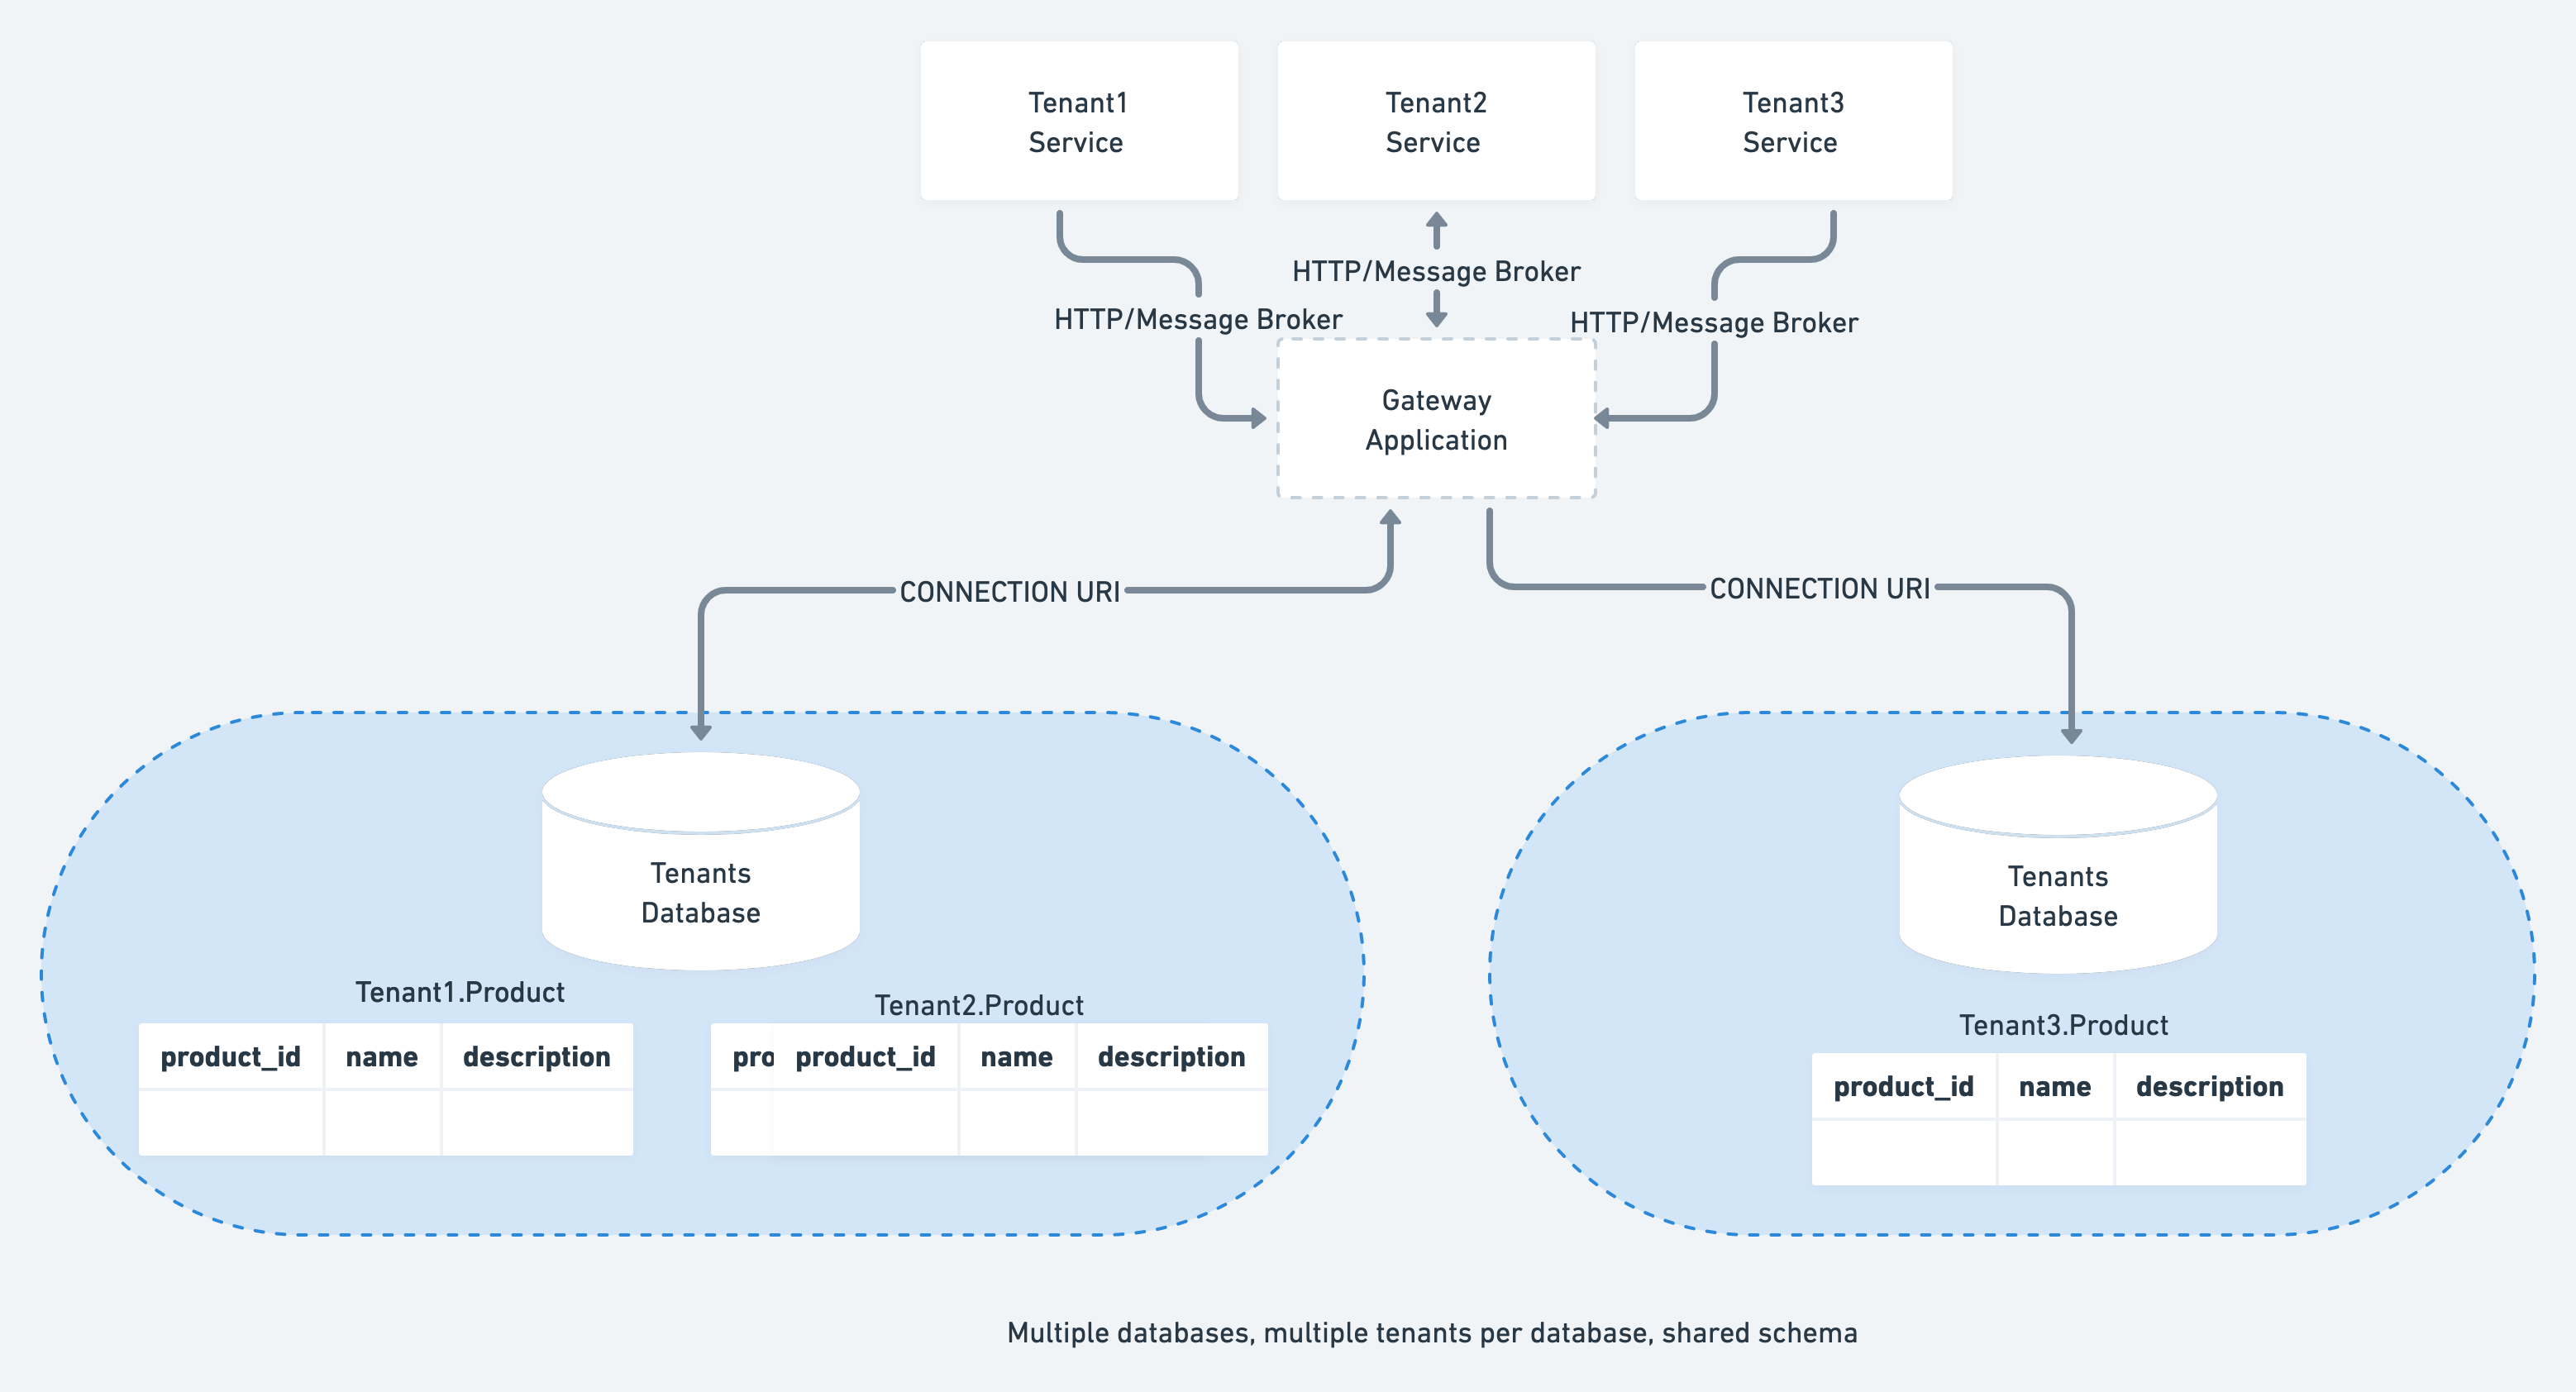 Tenant1
Service
Tenant2
Service
Tenant3
Service
HTTP/Message Broker
HTTP/Message Broker
HTTP/Message Broker
Gateway
Application
CONNECTION URI
CONNECTION URI
Tenants
Database
Tenants
Database
Tenant1.Product
product_id name description
Tenant2.Product
pro product_id name description
Tenant3.Product
product_id name description
Multiple databases, multiple tenants per database, shared schema